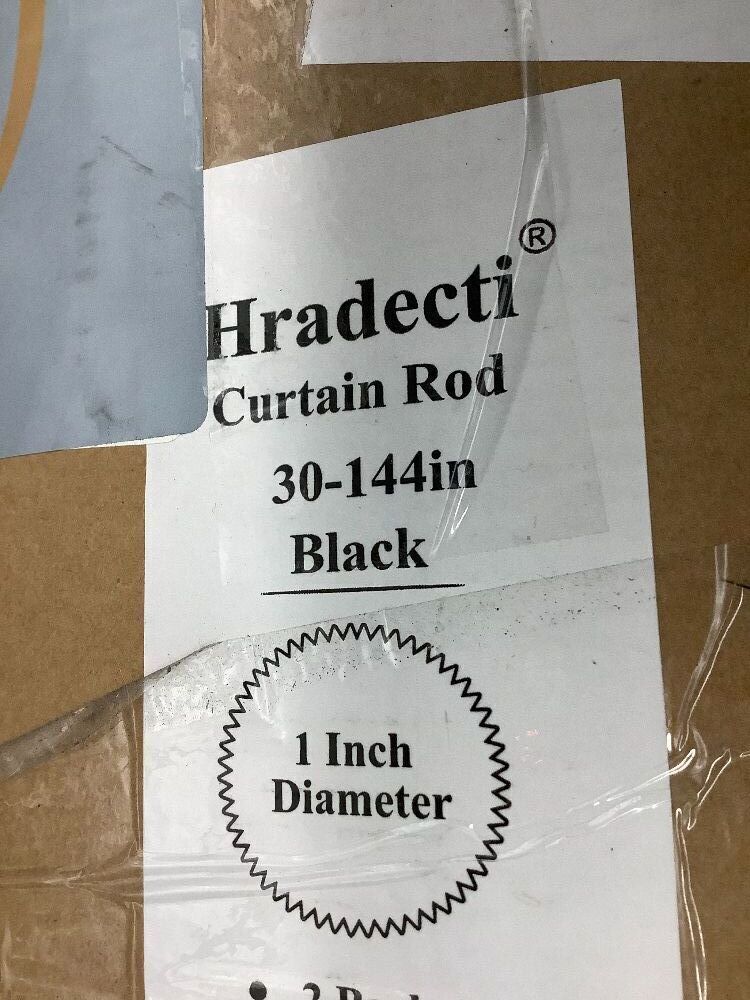 Hradecti®
Curtain Rod
30-144in
Black
1 Inch
Diameter